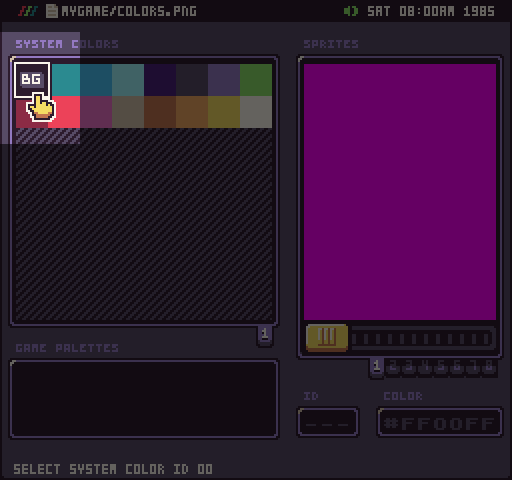 MYGAME/COLORS.PNG
SAT 08:00AM 1985
SYSTEM COLORS
SPRITES
BG
1
GAME PALETTES
1 2 3 4 5 6 7 8
ID
COLOR
---
#FF00FF
SELECT SYSTEM COLOR ID 00